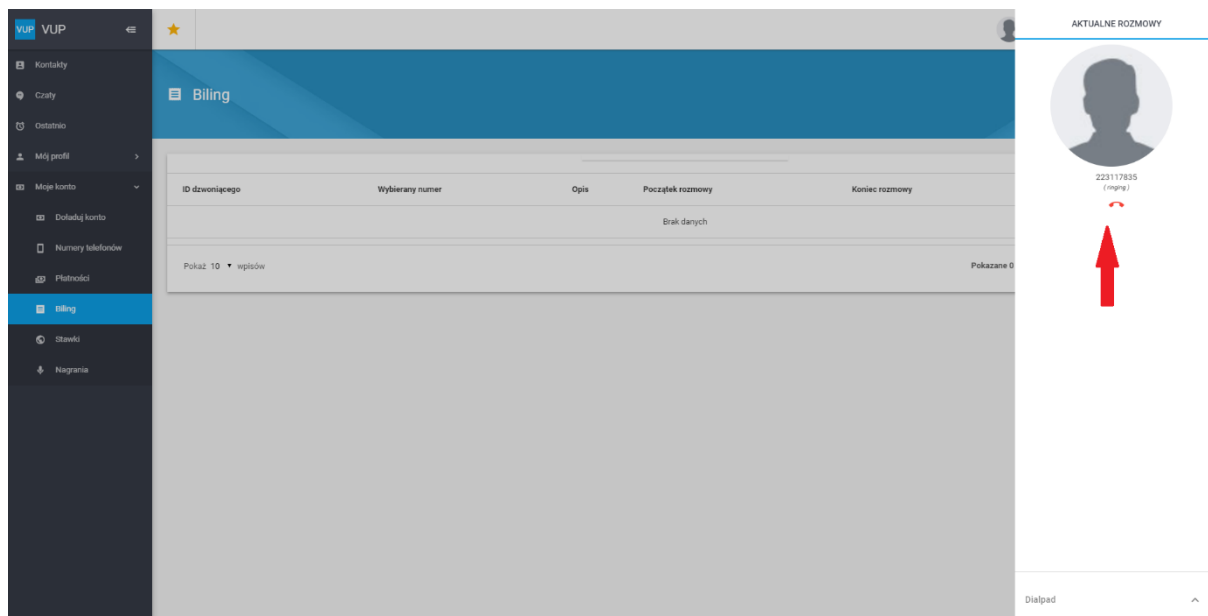 VUP VUP
Kontakty
Czaty
Ostatnio
Mój profil
Moje konto
Doładuj konto
Numery telefonów
Płatności
Biling
Stawki
Nagrania
Biling
ID dzwoniącego Wybierany numer Opis Początek rozmowy Koniec rozmowy
Brak danych
Pokaż 10 wpisów Pokazane 0
AKTUALNE ROZMOWY
223117835
( ringing )
Dialpad